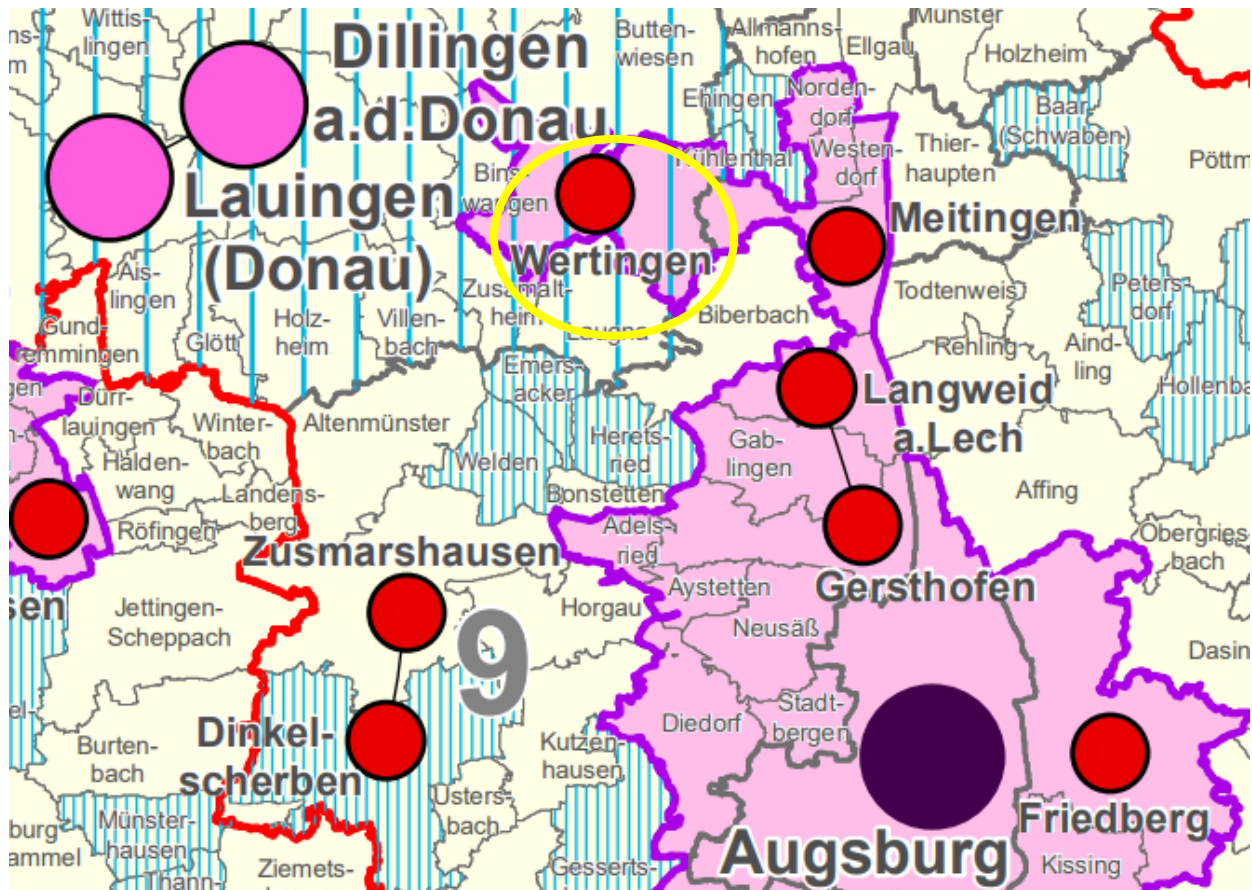 Wittis-
lingen
Dillingen
a.d.Donau
Lauingen
(Donau)
Butten-
wiesen
Allmanns-
hofen
Ellgau
Münster
Holzheim
Ehingen
Norden-
dorf
Baar
(Schwaben)
Kühlenthal
Westen-
dorf
Thier-
haupten
Pöttm
Bins-
wangen
Wertingen
Meitingen
Ais-
lingen
Zusamalt-
heim
Laugna
Biberbach
Todtenweis
Peters-
dorf
Gund-
remmingen
Glött
Holz-
heim
Villen-
bach
Rehling
Aind-
ling
Emers-
acker
Hollenba
gen
Dürr-
lauingen
Winter-
bach
Altenmünster
Langweid
a.Lech
Herets-
ried
Gab-
lingen
Welden
Halden-
wang
Landens-
berg
Bonstetten
Affing
Röfingen
Adels-
ried
Obergries-
bach
Zusmarshausen
Aystetten
Gersthofen
sen
Jettingen-
Scheppach
Horgau
Neusäß
9
Dasin
Stadt-
bergen
Diedorf
Dinkel-
scherben
Burten-
bach
Kutzen-
hausen
Usters-
bach
Münster-
hausen
Friedberg
burg
ammel
Augsburg
Ziemets-
Gesserts-
Kissing
Thann-